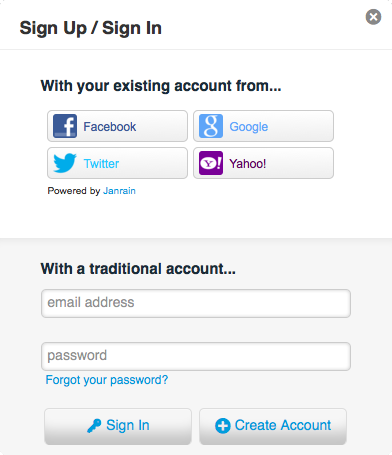 Sign Up / Sign In
With your existing account from...
Facebook
Google
Twitter
Yahoo!
Powered by Janrain
With a traditional account...
email address
password
Forgot your password?
Sign In
Create Account